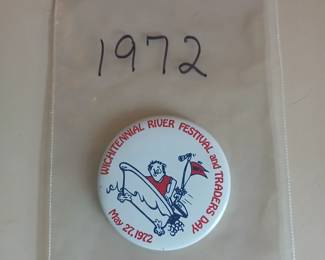 1972
WICHITENNIAL RIVER FESTIVAL and TRADERS DAY
May 27, 1972